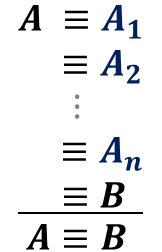 A ≡ A₁
≡ A₂
⋮
≡ Aₙ
≡ B
A ≡ B